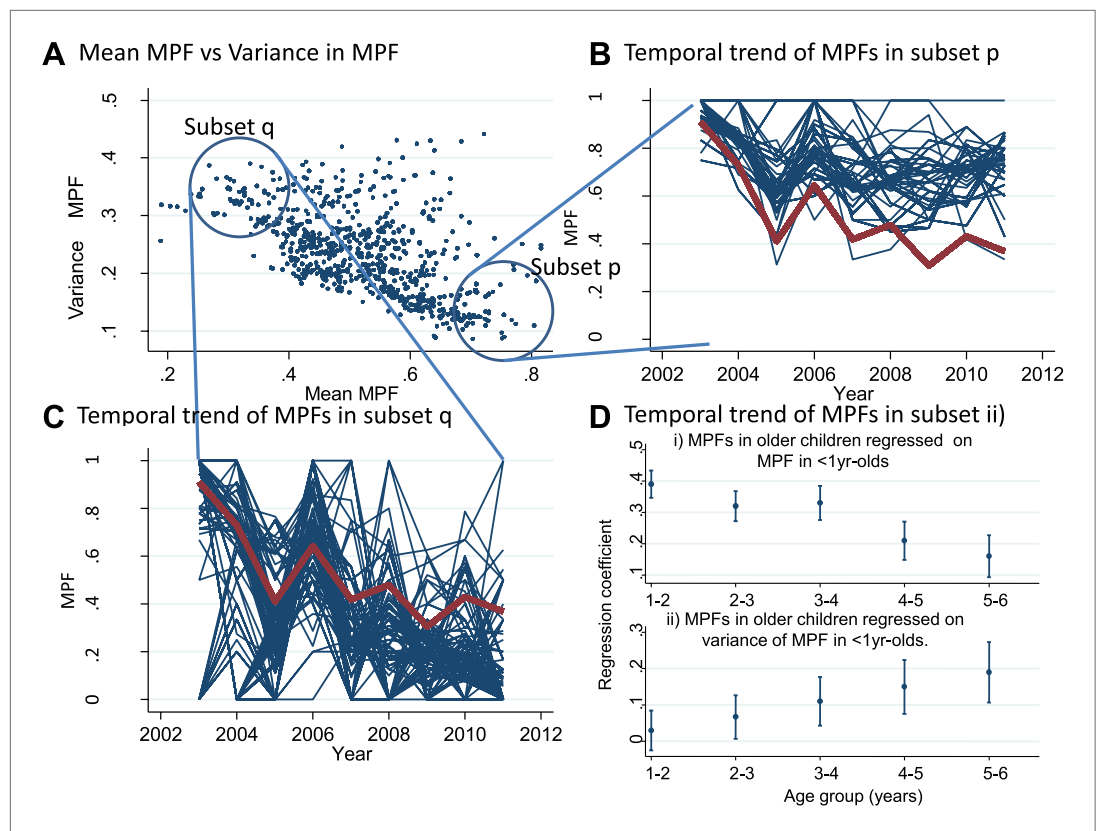 A Mean MPF vs Variance in MPF
.5
.4
.3
.2
.1
Variance MPF
Subset q
Subset p
.2 .4 .6 .8
Mean MPF
B Temporal trend of MPFs in subset p
1
.8
.6
.4
.2
0
MPF
2002 2004 2006 2008 2010 2012
Year
C Temporal trend of MPFs in subset q
1
.8
.6
.4
.2
0
MPF
2002 2004 2006 2008 2010 2012
Year
D Temporal trend of MPFs in subset ii)
i) MPFs in older children regressed on
MPF in <1yr-olds
.5
.4
.3
.2
.1
1-2 2-3 3-4 4-5 5-6
Regression coefficient
ii) MPFs in older children regressed on
variance of MPF in <1yr-olds.
.3
.2
.1
0
1-2 2-3 3-4 4-5 5-6
Age group (years)